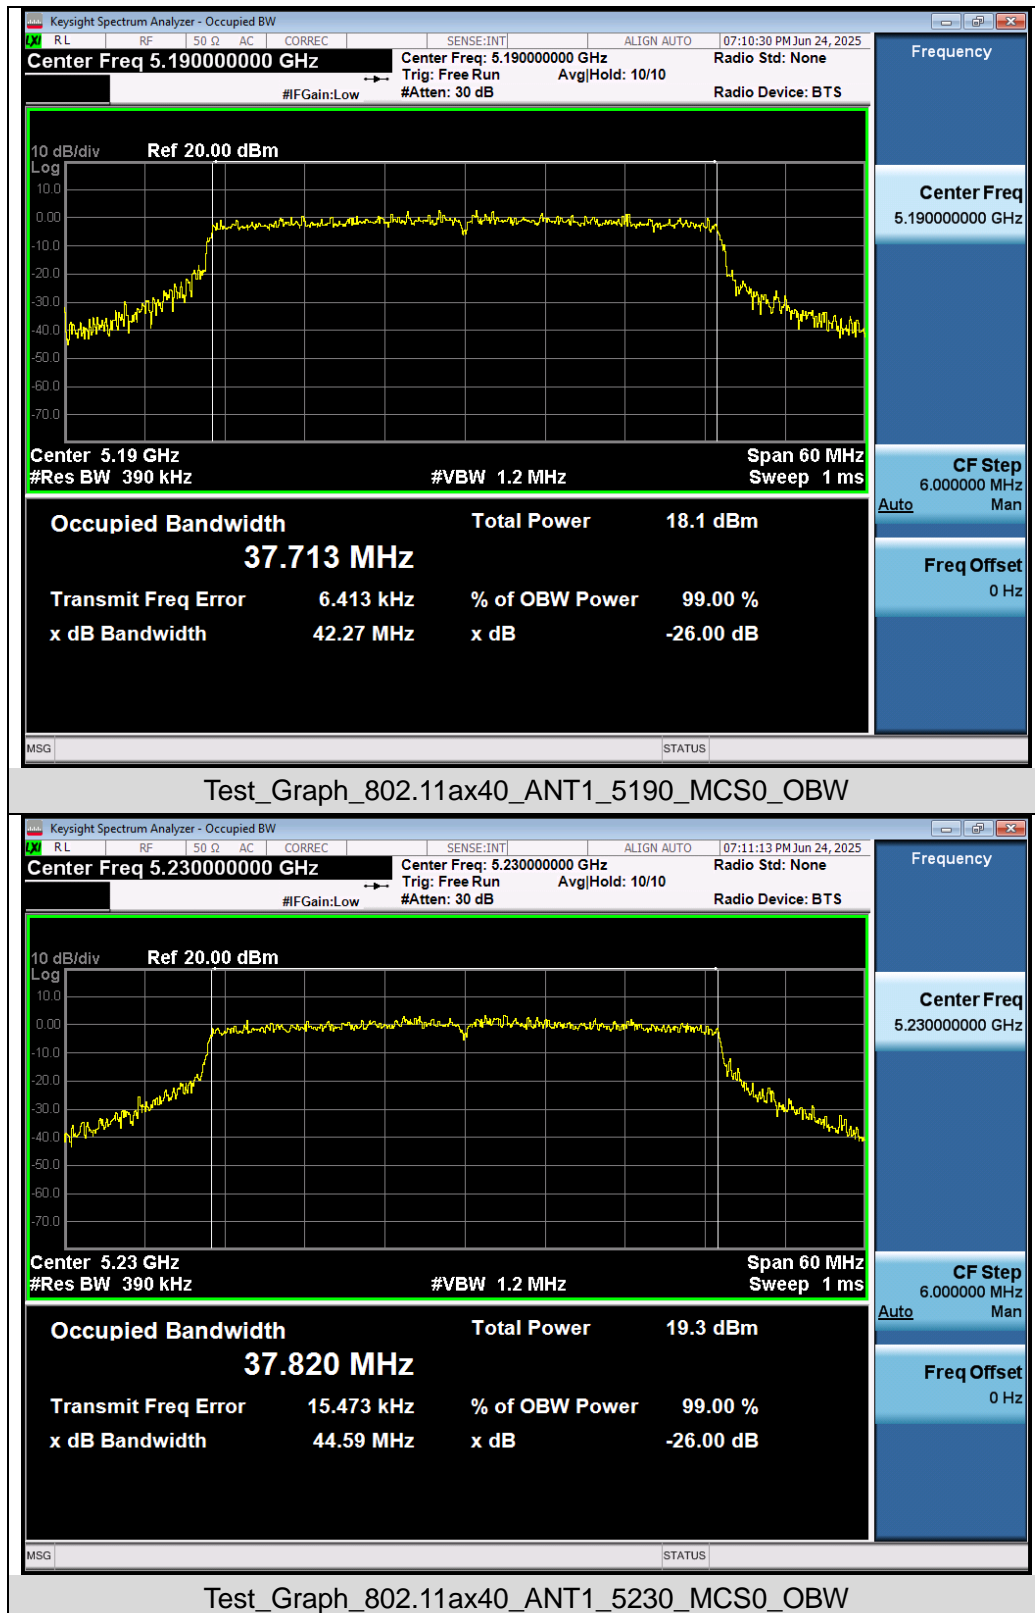 Keysight Spectrum Analyzer - Occupied BW
LXI RL RF 50 Ω AC CORREC SENSE:INT ALIGN AUTO 07:10:30 PM Jun 24, 2025
Center Freq 5.190000000 GHz
Center Freq: 5.190000000 GHz Radio Std: None
Trig: Free Run Avg|Hold: 10/10
#IFGain:Low #Atten: 30 dB Radio Device: BTS
10 dB/div Ref 20.00 dBm
Log
10.0
0.00
-10.0
-20.0
-30.0
-40.0
-50.0
-60.0
-70.0
Center 5.19 GHz Span 60 MHz
#Res BW 390 kHz #VBW 1.2 MHz Sweep 1 ms
Occupied Bandwidth Total Power 18.1 dBm
37.713 MHz
Transmit Freq Error 6.413 kHz % of OBW Power 99.00 %
x dB Bandwidth 42.27 MHz x dB -26.00 dB
MSG STATUS
Frequency
Center Freq
5.190000000 GHz
CF Step
6.000000 MHz
Auto Man
Freq Offset
0 Hz
Test_Graph_802.11ax40_ANT1_5190_MCS0_OBW
Keysight Spectrum Analyzer - Occupied BW
LXI RL RF 50 Ω AC CORREC SENSE:INT ALIGN AUTO 07:11:13 PM Jun 24, 2025
Center Freq 5.230000000 GHz
Center Freq: 5.230000000 GHz Radio Std: None
Trig: Free Run Avg|Hold: 10/10
#IFGain:Low #Atten: 30 dB Radio Device: BTS
10 dB/div Ref 20.00 dBm
Log
10.0
0.00
-10.0
-20.0
-30.0
-40.0
-50.0
-60.0
-70.0
Center 5.23 GHz Span 60 MHz
#Res BW 390 kHz #VBW 1.2 MHz Sweep 1 ms
Occupied Bandwidth Total Power 19.3 dBm
37.820 MHz
Transmit Freq Error 15.473 kHz % of OBW Power 99.00 %
x dB Bandwidth 44.59 MHz x dB -26.00 dB
MSG STATUS
Frequency
Center Freq
5.230000000 GHz
CF Step
6.000000 MHz
Auto Man
Freq Offset
0 Hz
Test_Graph_802.11ax40_ANT1_5230_MCS0_OBW